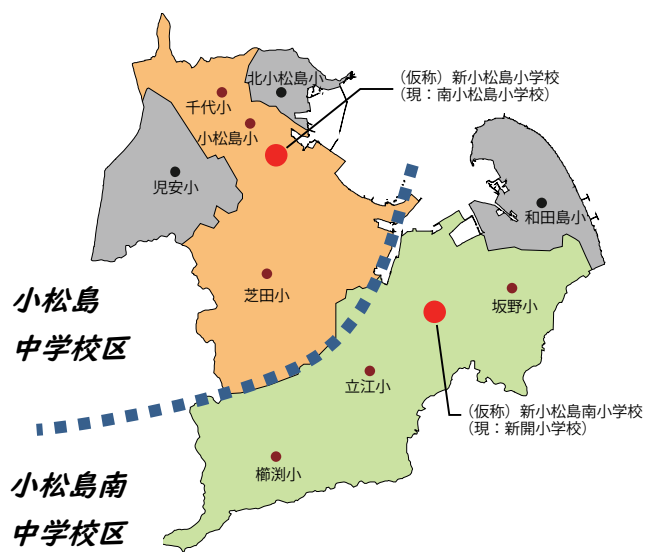 北小松島小
(仮称)新小松島小学校
(現:南小松島小学校)
千代小
小松島小
児安小
和田島小
芝田小
坂野小
小松島
中学校区
立江小
(仮称)新小松島南小学校
(現:新開小学校)
櫛渕小
小松島南
中学校区